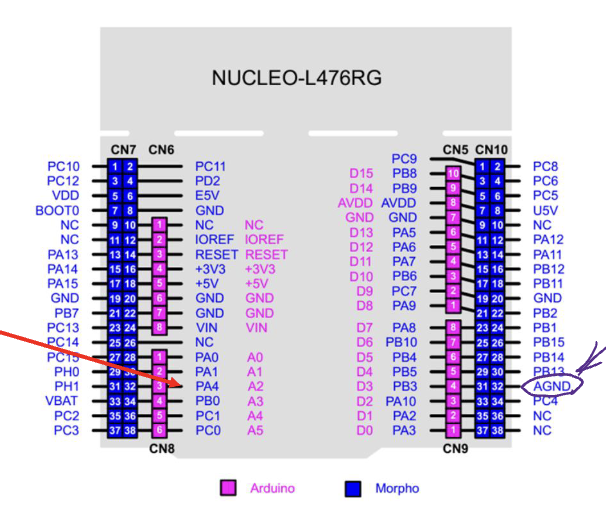 NUCLEO-L476RG
CN7 CN6 CN5 CN10
PC9
PC10 1 2 PC11 D15 PB8 10 1 2 PC8
PC12 3 4 PD2 D14 PB9 9 3 4 PC6
VDD 5 6 E5V AVDD AVDD 8 5 6 PC5
BOOT0 7 8 GND GND GND 7 7 8 U5V
NC 9 10 1 NC NC D13 PA5 6 9 10 NC
NC 11 12 2 IOREF IOREF D12 PA6 5 11 12 PA12
PA13 13 14 3 RESET RESET D11 PA7 4 13 14 PA11
PA14 15 16 4 +3V3 +3V3 D10 PB6 3 15 16 PB12
PA15 17 18 5 +5V +5V D9 PC7 2 17 18 PB11
GND 19 20 6 GND GND D8 PA9 1 19 20 GND
PB7 21 22 7 GND GND 21 22 PB2
PC13 23 24 8 VIN VIN D7 PA8 8 23 24 PB1
PC14 25 26 NC D6 PB10 7 25 26 PB15
PC15 27 28 1 PA0 A0 D5 PB4 6 27 28 PB14
PH0 29 30 2 PA1 A1 D4 PB5 5 29 30 PB13
PH1 31 32 3 PA4 A2 D3 PB3 4 31 32 AGND
VBAT 33 34 4 PB0 A3 D2 PA10 3 33 34 PC4
PC2 35 36 5 PC1 A4 D1 PA2 2 35 36 NC
PC3 37 38 6 PC0 A5 D0 PA3 1 37 38 NC
CN8 CN9
Arduino Morpho